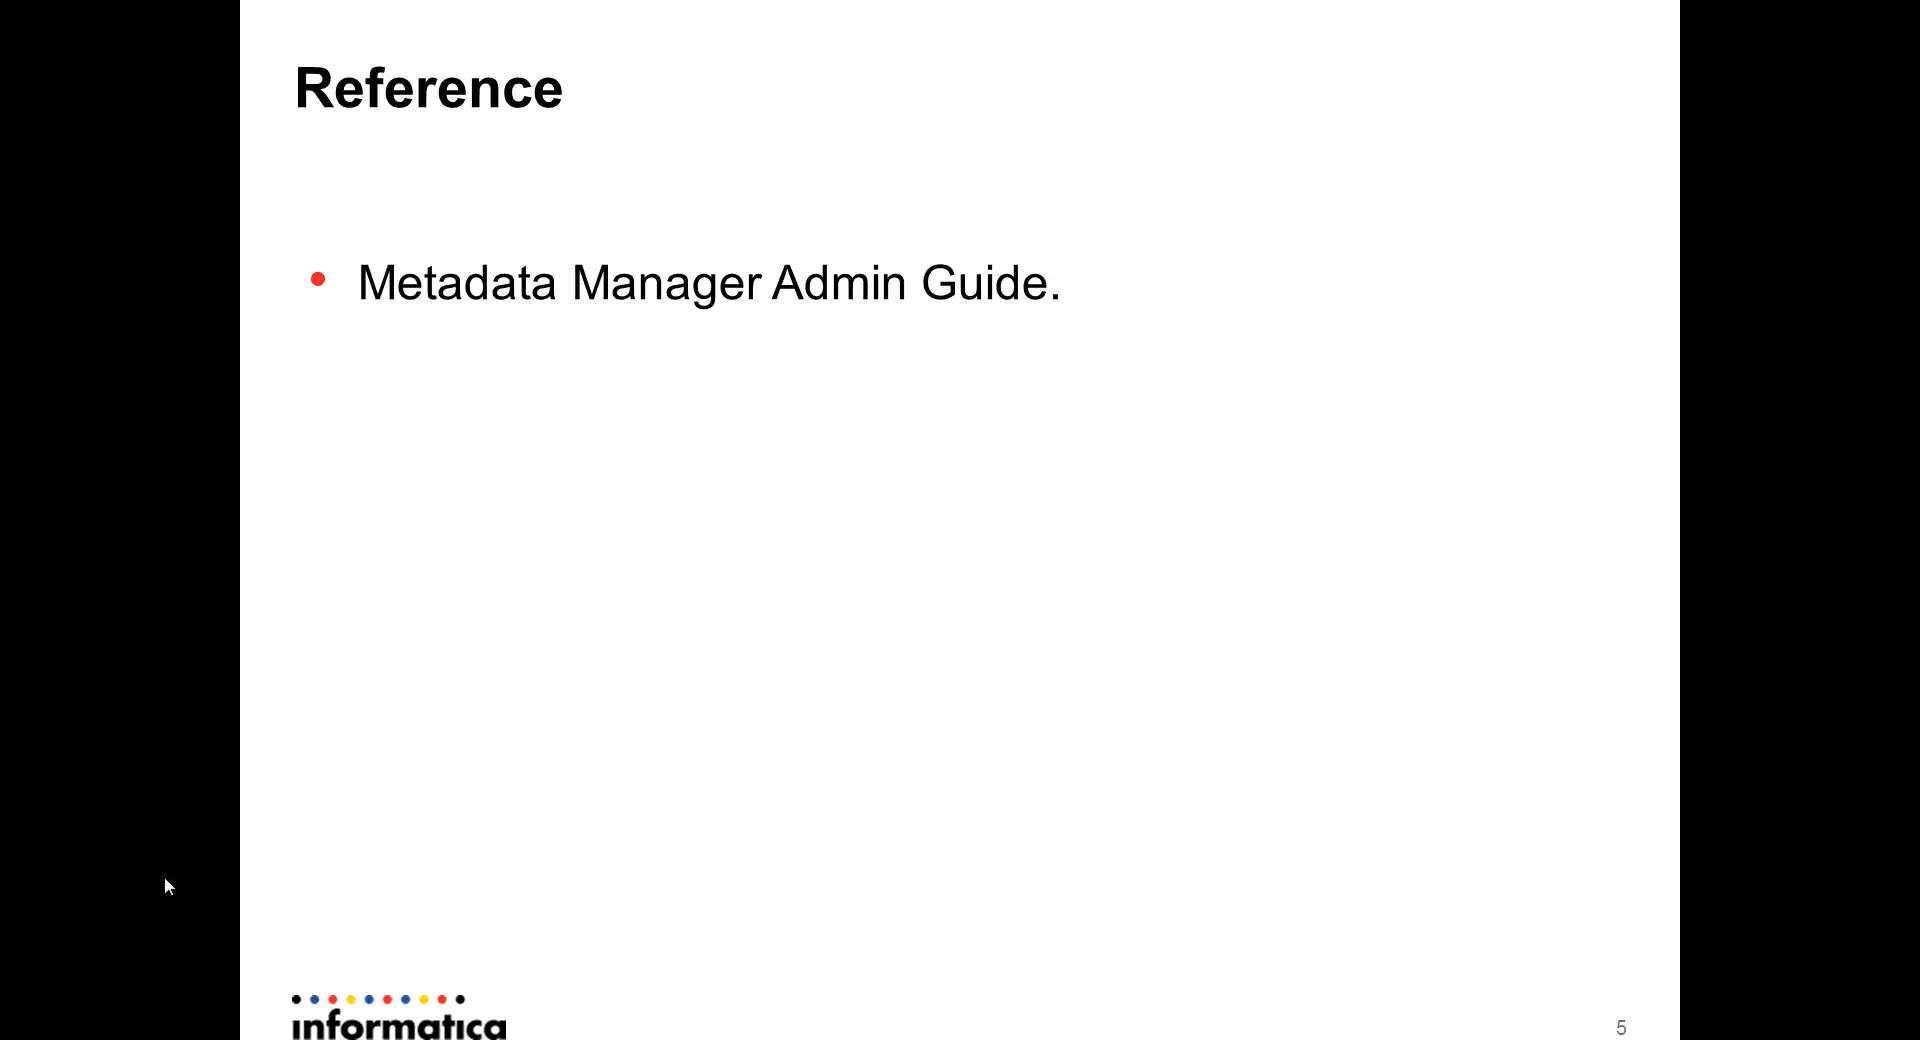 Reference
• Metadata Manager Admin Guide.
informatica
5